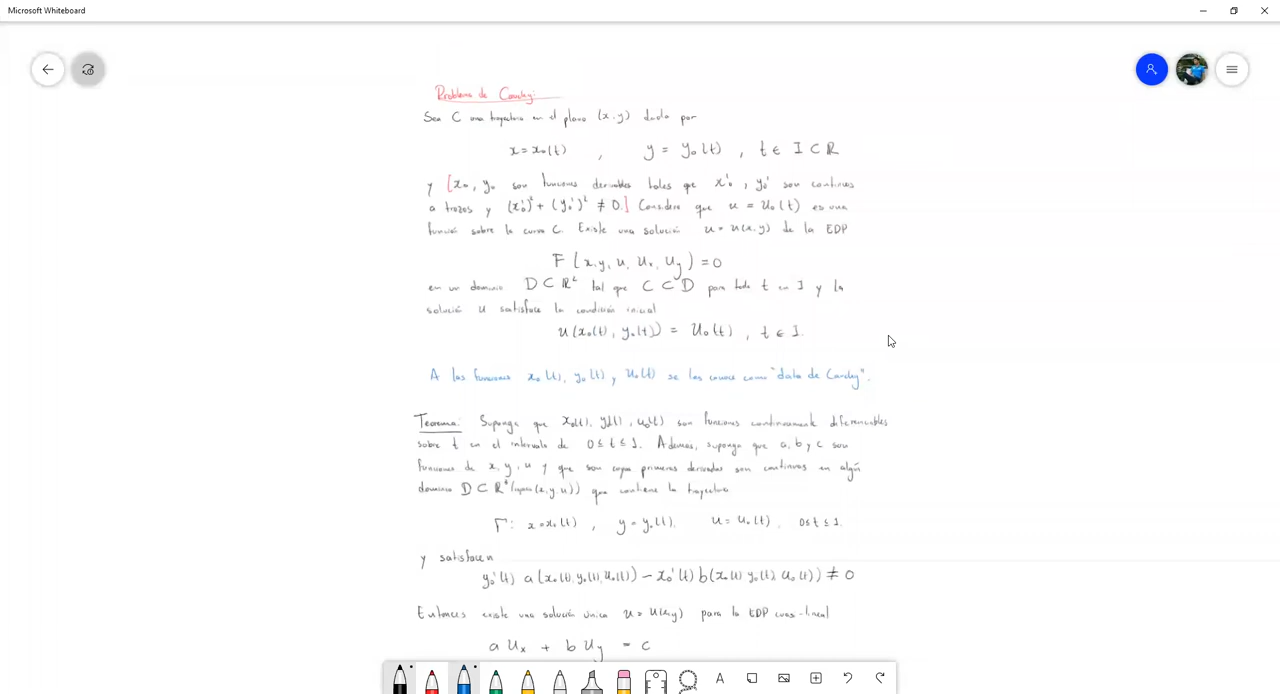 Microsoft Whiteboard
Problema de Cauchy:
Sea C una trayectoria en el plano (x,y) dada por
x = x₀(t) , y = y₀(t) , t ∈ I ⊂ ℝ
y [x₀, y₀ son funciones derivables tales que x₀', y₀' son continuas
a trozos y (x₀')² + (y₀')² ≠ 0.] Considere que u = u₀(t) es una
función sobre la curva C. Existe una solución u = u(x,y) de la EDP
F(x,y,u,uₓ,u_y) = 0
en un dominio D ⊂ ℝ² tal que C ⊂ D para todo t en I y la
solución u satisface la condición inicial
u(x₀(t), y₀(t)) = u₀(t) , t ∈ I.
A las funciones x₀(t), y₀(t) y u₀(t) se les conoce como "dato de Cauchy".
Teorema: Suponga que x₀(t), y₀(t), u₀(t) son funciones continuamente diferenciables
sobre t en el intervalo de 0 ≤ t ≤ 1. Ademas, suponga que a, b y c son
funciones de x, y, u y que son cuyas primeras derivadas son continuas en algún
dominio D ⊂ ℝ (x,y,u)) que contiene la trayectoria
Γ: x = x₀(t) , y = y₀(t), u = u₀(t) , 0 ≤ t ≤ 1.
y satisfacen
y₀'(t) a(x₀(t), y₀(t), u₀(t)) − x₀'(t) b(x₀(t) y₀(t), u₀(t)) ≠ 0
Entonces existe una solución única u = u(x,y) para la EDP cuasi-lineal
a uₓ + b u_y = c
A